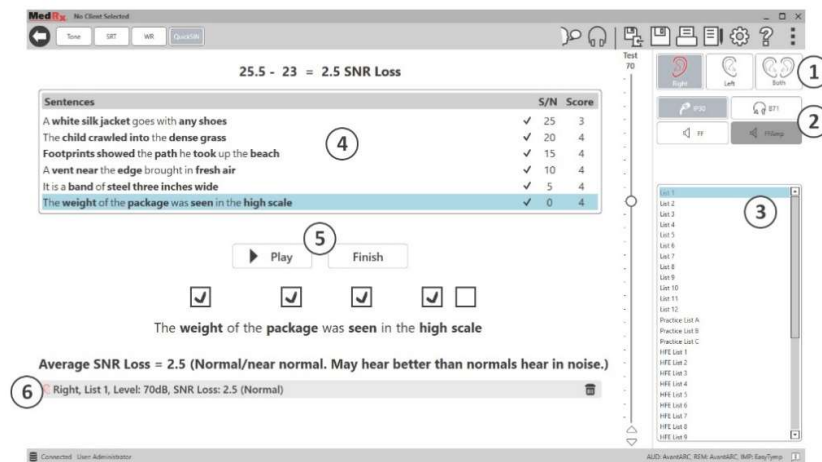 MedRx No Client Selected
Tone SRT WR QuickSIN
25.5 - 23 = 2.5 SNR Loss
Sentences S/N Score
A white silk jacket goes with any shoes ✓ 25 3
The child crawled into the dense grass ✓ 20 4
Footprints showed the path he took up the beach ✓ 15 4
A vent near the edge brought in fresh air ✓ 10 4
It is a band of steel three inches wide ✓ 5 4
The weight of the package was seen in the high scale ✓ 0 4
4
5
Play Finish
The weight of the package was seen in the high scale
Average SNR Loss = 2.5 (Normal/near normal. May hear better than normals hear in noise.)
6
Right, List 1, Level: 70dB, SNR Loss: 2.5 (Normal)
Test
70
Right Left Both
1
IP30 871
2
FF
3
List 1
List 2
List 3
List 4
List 5
List 6
List 7
List 8
List 9
List 10
List 11
List 12
Practice List A
Practice List B
Practice List C
HFE List 1
HFE List 2
HFE List 3
HFE List 4
HFE List 5
HFE List 6
HFE List 7
HFE List 8
HFE List 9
Connected User: Administrator
AUD: AvantARC, REM: AvantARC, IMP: EasyTymp